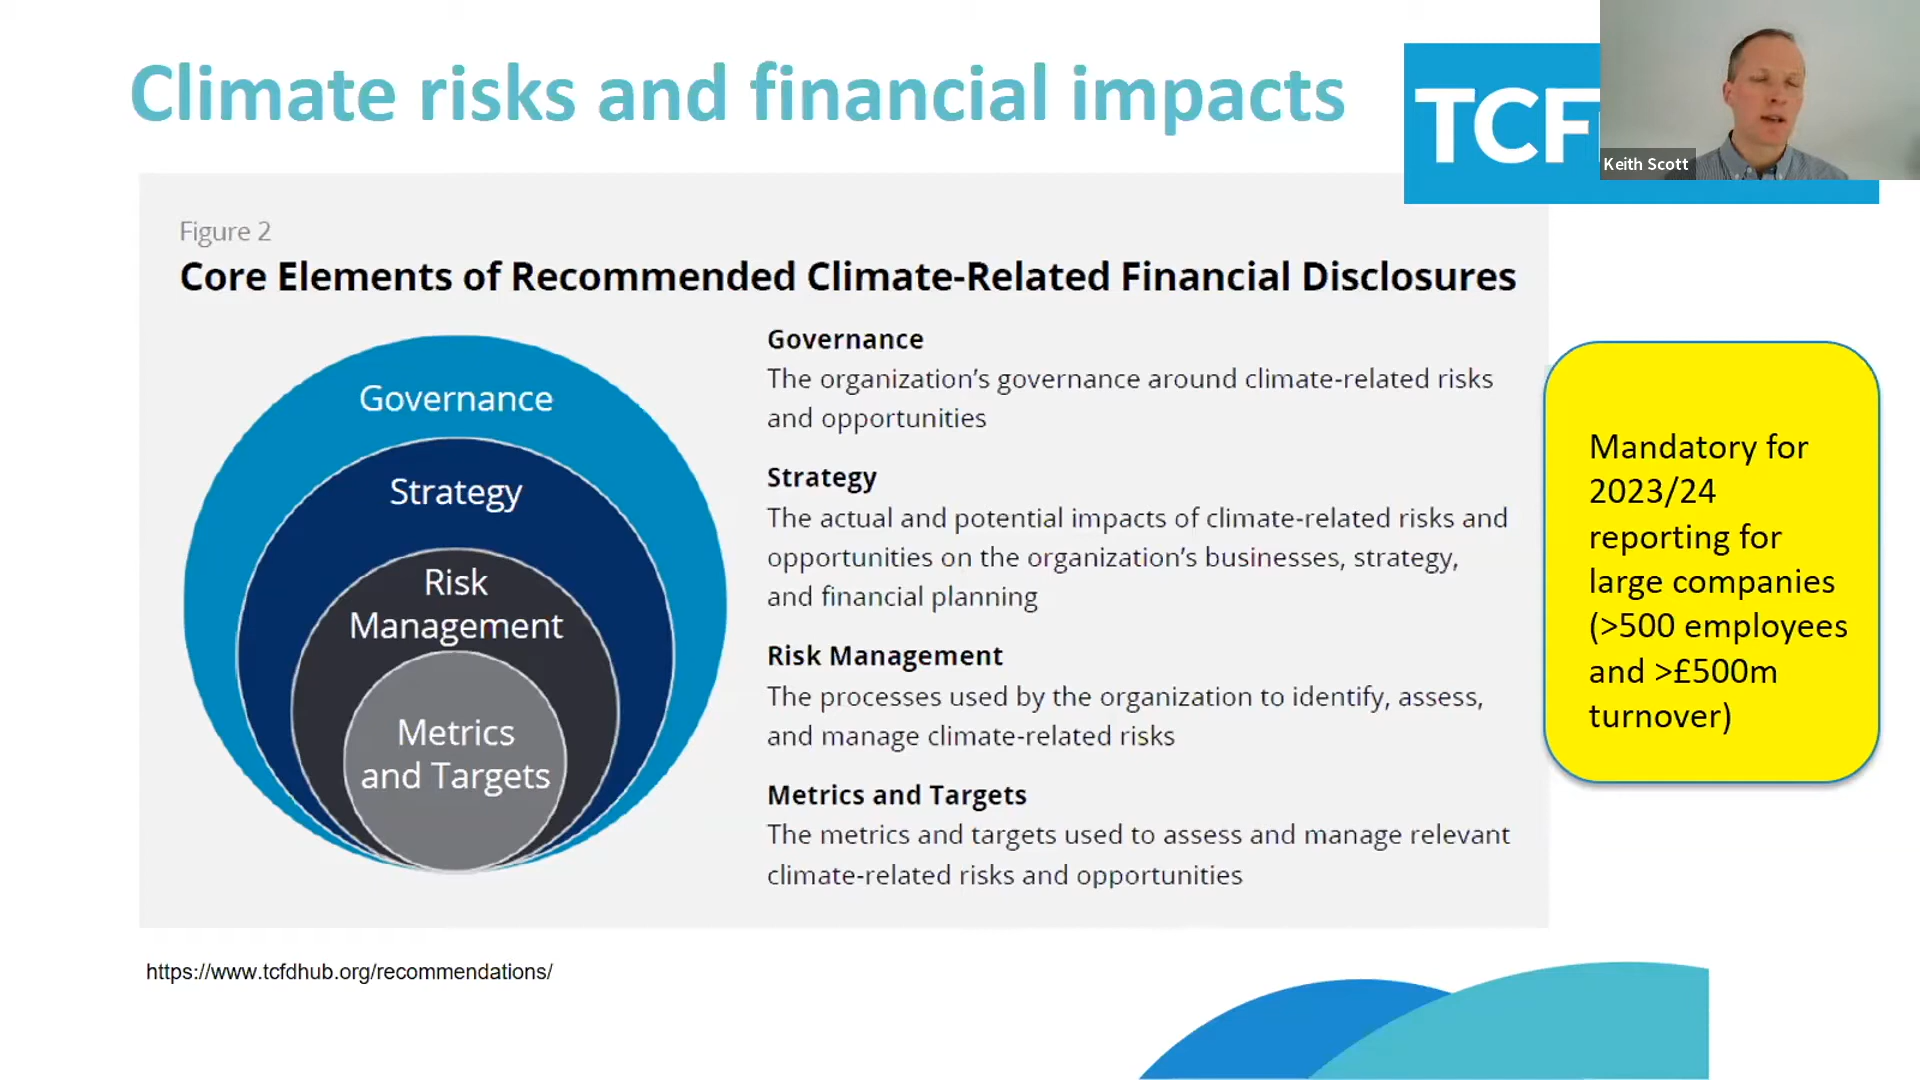 Climate risks and financial impacts
TCF
Keith Scott
Figure 2
Core Elements of Recommended Climate-Related Financial Disclosures
Governance
Strategy
Risk
Management
Metrics
and Targets
Governance
The organization's governance around climate-related risks
and opportunities
Strategy
The actual and potential impacts of climate-related risks and
opportunities on the organization's businesses, strategy,
and financial planning
Risk Management
The processes used by the organization to identify, assess,
and manage climate-related risks
Metrics and Targets
The metrics and targets used to assess and manage relevant
climate-related risks and opportunities
Mandatory for
2023/24
reporting for
large companies
(>500 employees
and >£500m
turnover)
https://www.tcfdhub.org/recommendations/